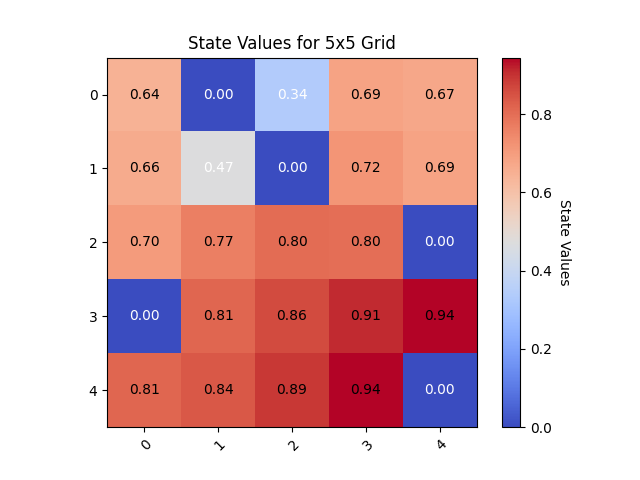 State Values for 5x5 Grid
0 0.64 0.00 0.34 0.69 0.67
1 0.66 0.47 0.00 0.72 0.69
2 0.70 0.77 0.80 0.80 0.00
3 0.00 0.81 0.86 0.91 0.94
4 0.81 0.84 0.89 0.94 0.00
0 1 2 3 4
0.8
0.6
0.4
0.2
0.0
State Values